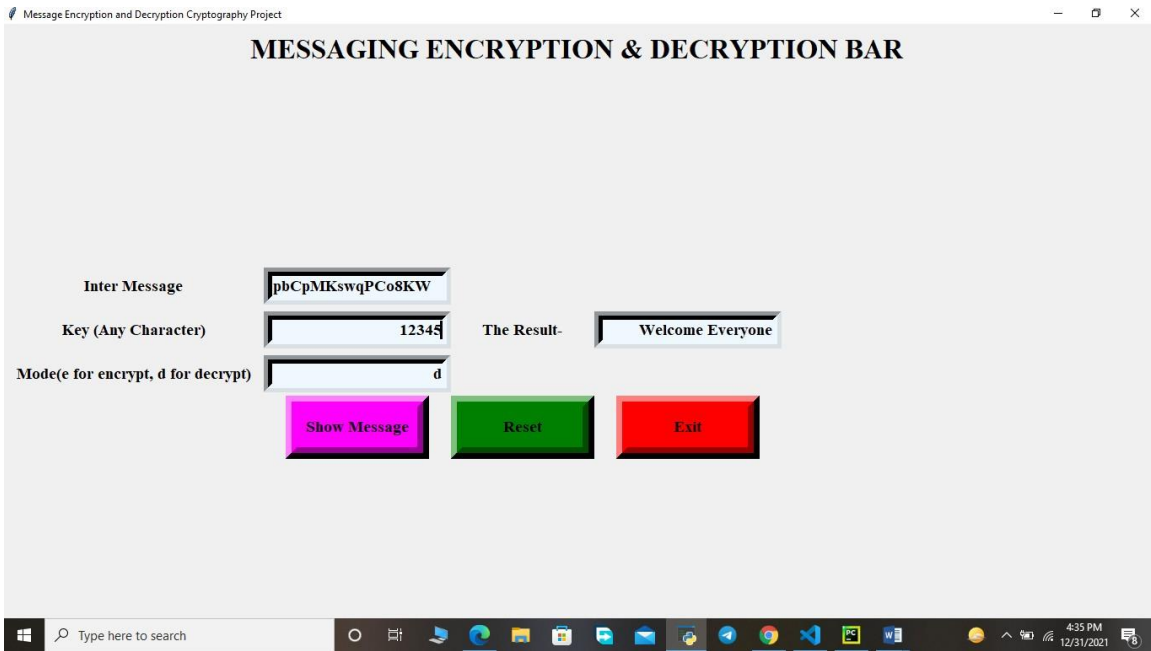 Message Encryption and Decryption Cryptography Project
MESSAGING ENCRYPTION & DECRYPTION BAR
Inter Message
pbCpMKswqPCo8KW
Key (Any Character)
12345
The Result-
Welcome Everyone
Mode(e for encrypt, d for decrypt)
d
Show Message
Reset
Exit
Type here to search
PC
W
4:35 PM
12/31/2021
8